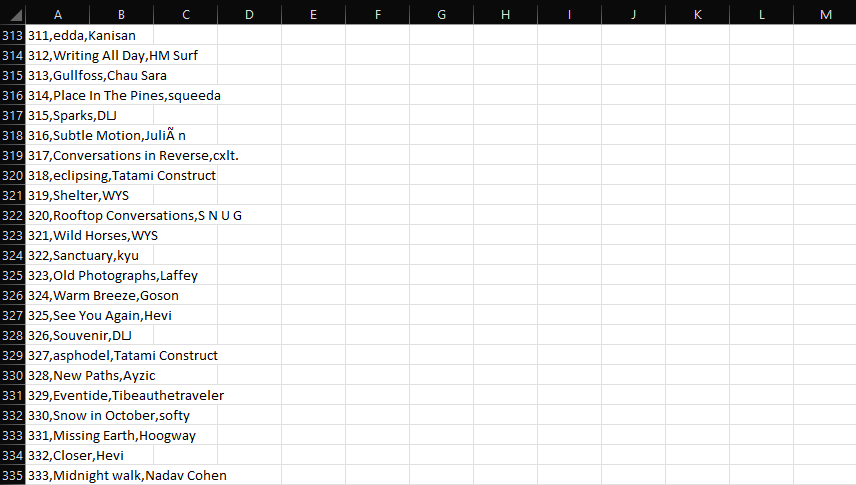 A B C D E F G H I J K L M
313 311,edda,Kanisan
314 312,Writing All Day,HM Surf
315 313,Gullfoss,Chau Sara
316 314,Place In The Pines,squeeda
317 315,Sparks,DLJ
318 316,Subtle Motion,JuliÃ n
319 317,Conversations in Reverse,cxlt.
320 318,eclipsing,Tatami Construct
321 319,Shelter,WYS
322 320,Rooftop Conversations,S N U G
323 321,Wild Horses,WYS
324 322,Sanctuary,kyu
325 323,Old Photographs,Laffey
326 324,Warm Breeze,Goson
327 325,See You Again,Hevi
328 326,Souvenir,DLJ
329 327,asphodel,Tatami Construct
330 328,New Paths,Ayzic
331 329,Eventide,Tibeauthetraveler
332 330,Snow in October,softy
333 331,Missing Earth,Hoogway
334 332,Closer,Hevi
335 333,Midnight walk,Nadav Cohen